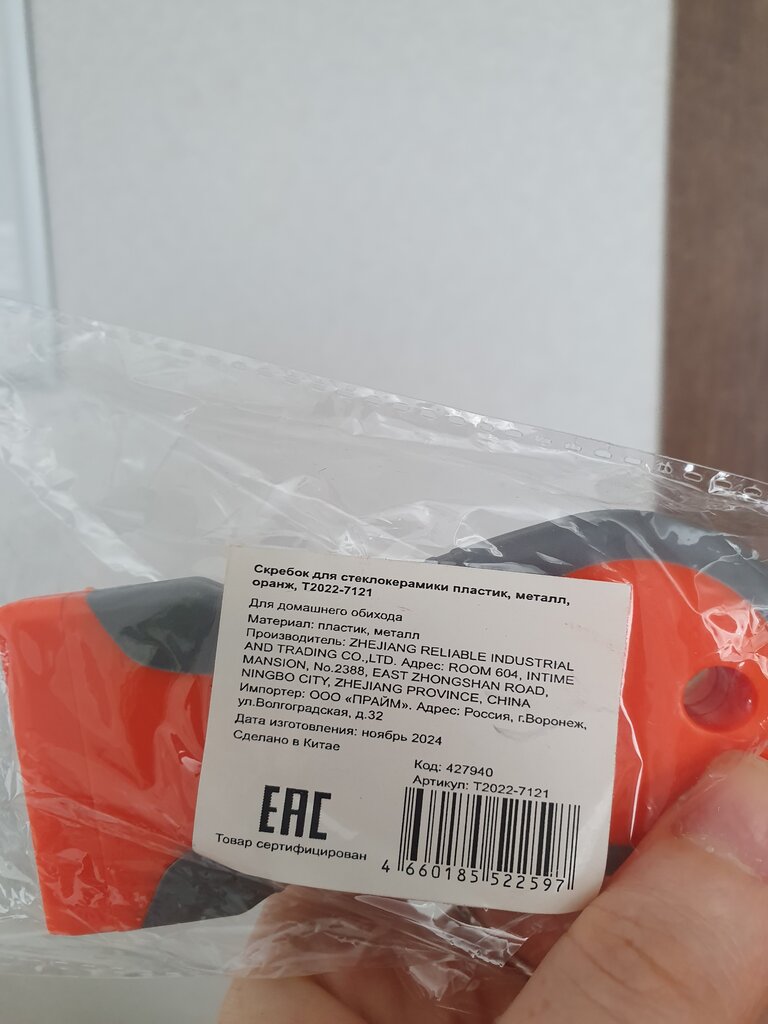 Скребок для стеклокерамики пластик, металл,
оранж, T2022-7121
Для домашнего обихода
Материал: пластик, металл
Производитель: ZHEJIANG RELIABLE INDUSTRIAL
AND TRADING CO.,LTD. Адрес: ROOM 604, INTIME
MANSION, No.2388, EAST ZHONGSHAN ROAD,
NINGBO CITY, ZHEJIANG PROVINCE, CHINA
Импортер: ООО «ПРАЙМ». Адрес: Россия, г.Воронеж,
ул.Волгоградская, д.32
Дата изготовления: ноябрь 2024
Сделано в Китае
Код: 427940
Артикул: T2022-7121
EAC
Товар сертифицирован
4 660185 522597